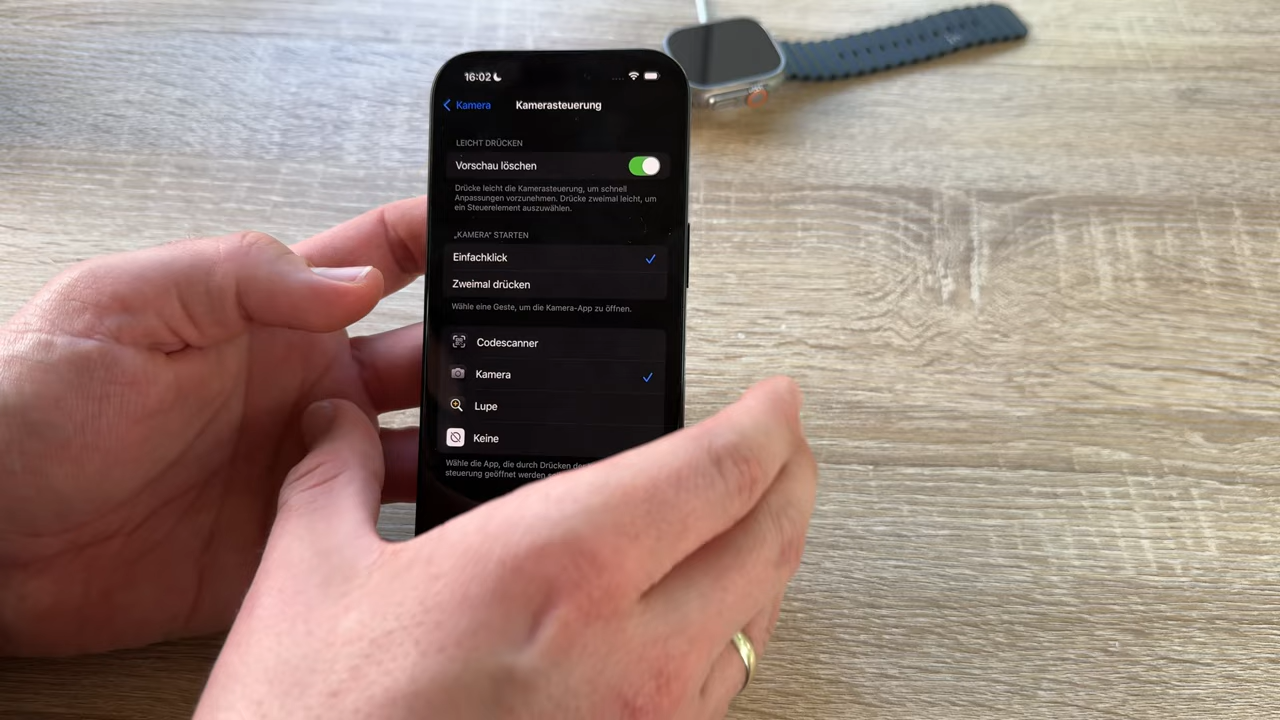 16:02
Kamera
Kamerasteuerung
LEICHT DRÜCKEN
Vorschau löschen
Drücke leicht die Kamerasteuerung, um schnell
Anpassungen vorzunehmen. Drücke zweimal leicht, um
ein Steuerelement auszuwählen.
„KAMERA“ STARTEN
Einfachklick
Zweimal drücken
Wähle eine Geste, um die Kamera-App zu öffnen.
Codescanner
Kamera
Lupe
Keine
Wähle die App, die durch Drücken der
steuerung geöffnet werden